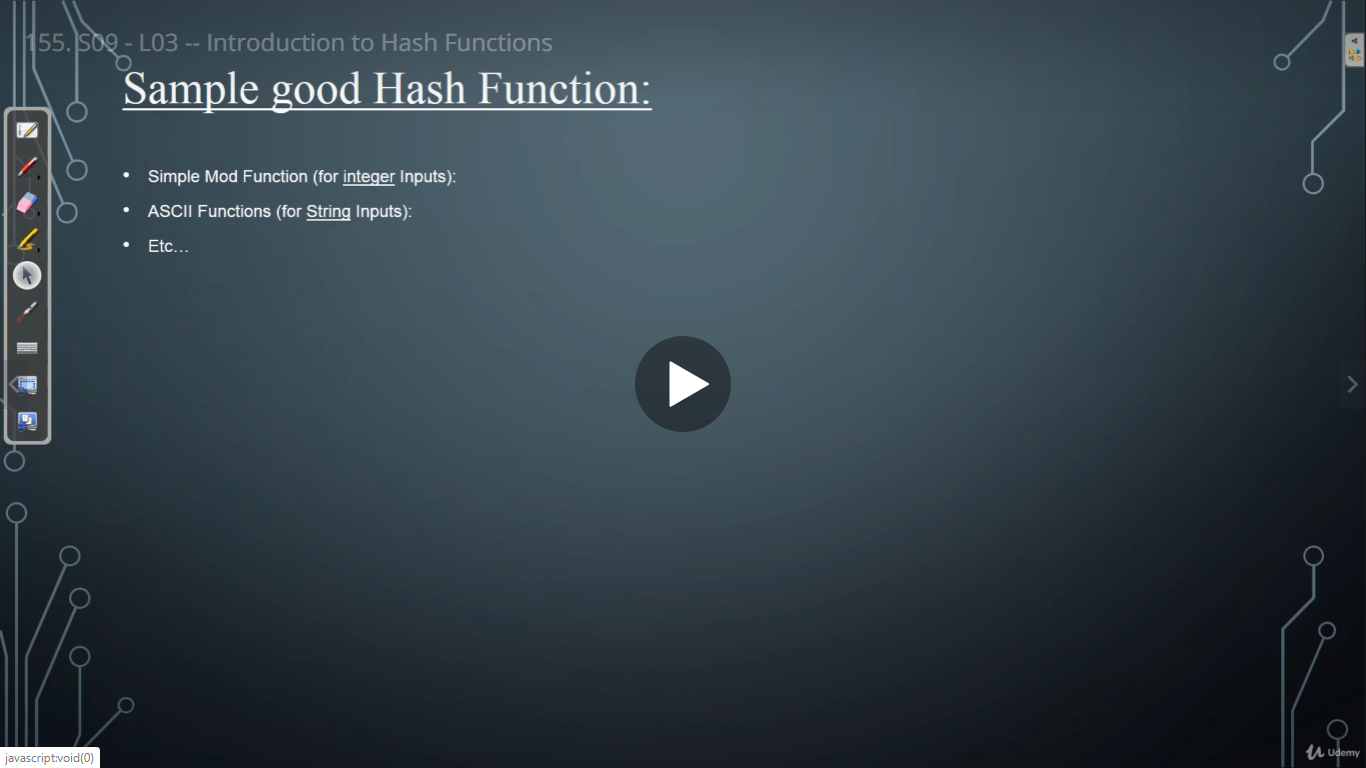 155. S09 - L03 -- Introduction to Hash Functions
Sample good Hash Function:
• Simple Mod Function (for integer Inputs):
• ASCII Functions (for String Inputs):
• Etc…
javascript:void(0)
Udemy